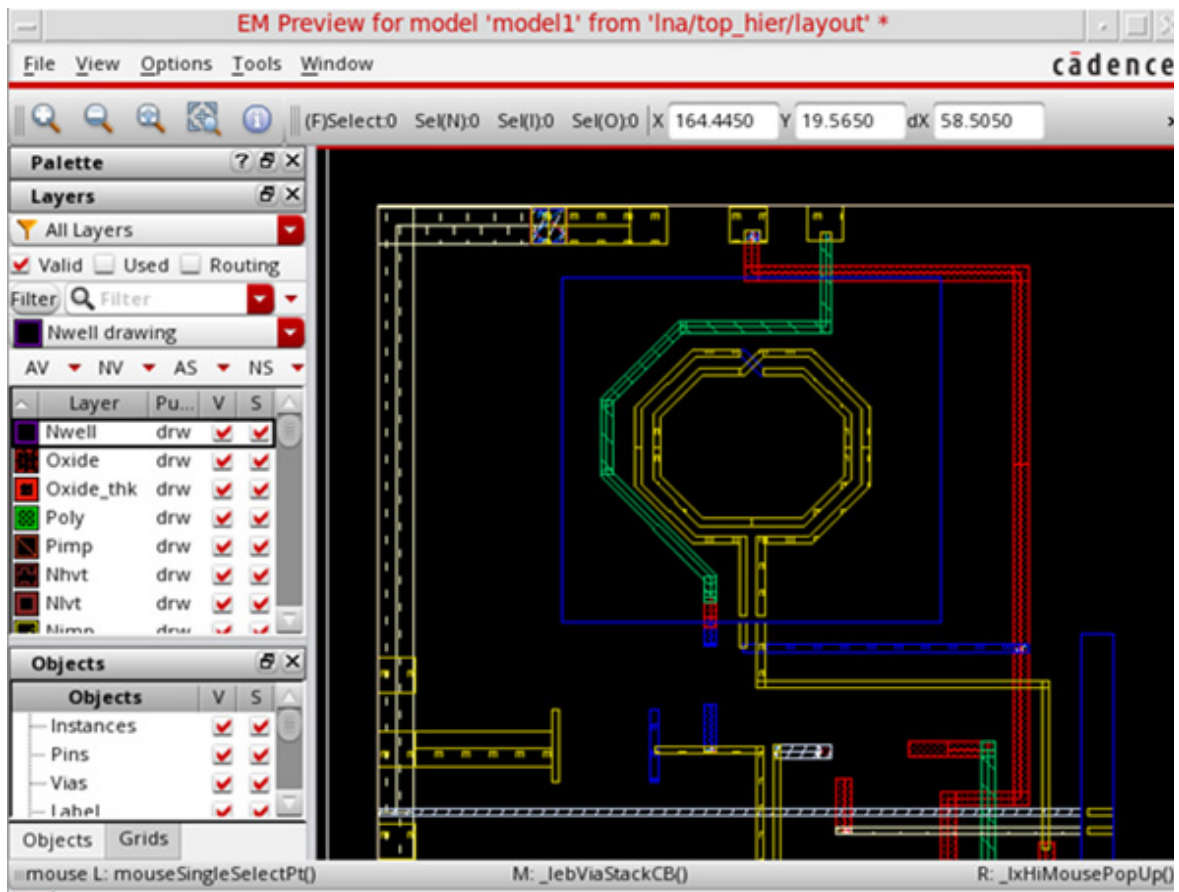 EM Preview for model 'model1' from 'lna/top_hier/layout' *
File View Options Tools Window
cādence
(F)Select:0 Sel(N):0 Sel(I):0 Sel(O):0 X 164.4450 Y 19.5650 dX 58.5050
Palette
Layers
All Layers
Valid Used Routing
Filter Filter
Nwell drawing
AV NV AS NS
Layer Pu... V S
Nwell drw
Oxide drw
Oxide_thk drw
Poly drw
Pimp drw
Nhvt drw
Nlvt drw
Nimp drw
Objects
Objects V S
Instances
Pins
Vias
Label
Objects Grids
mouse L: mouseSingleSelectPt() M: _lebViaStackCB() R: _lxHiMousePopUp()